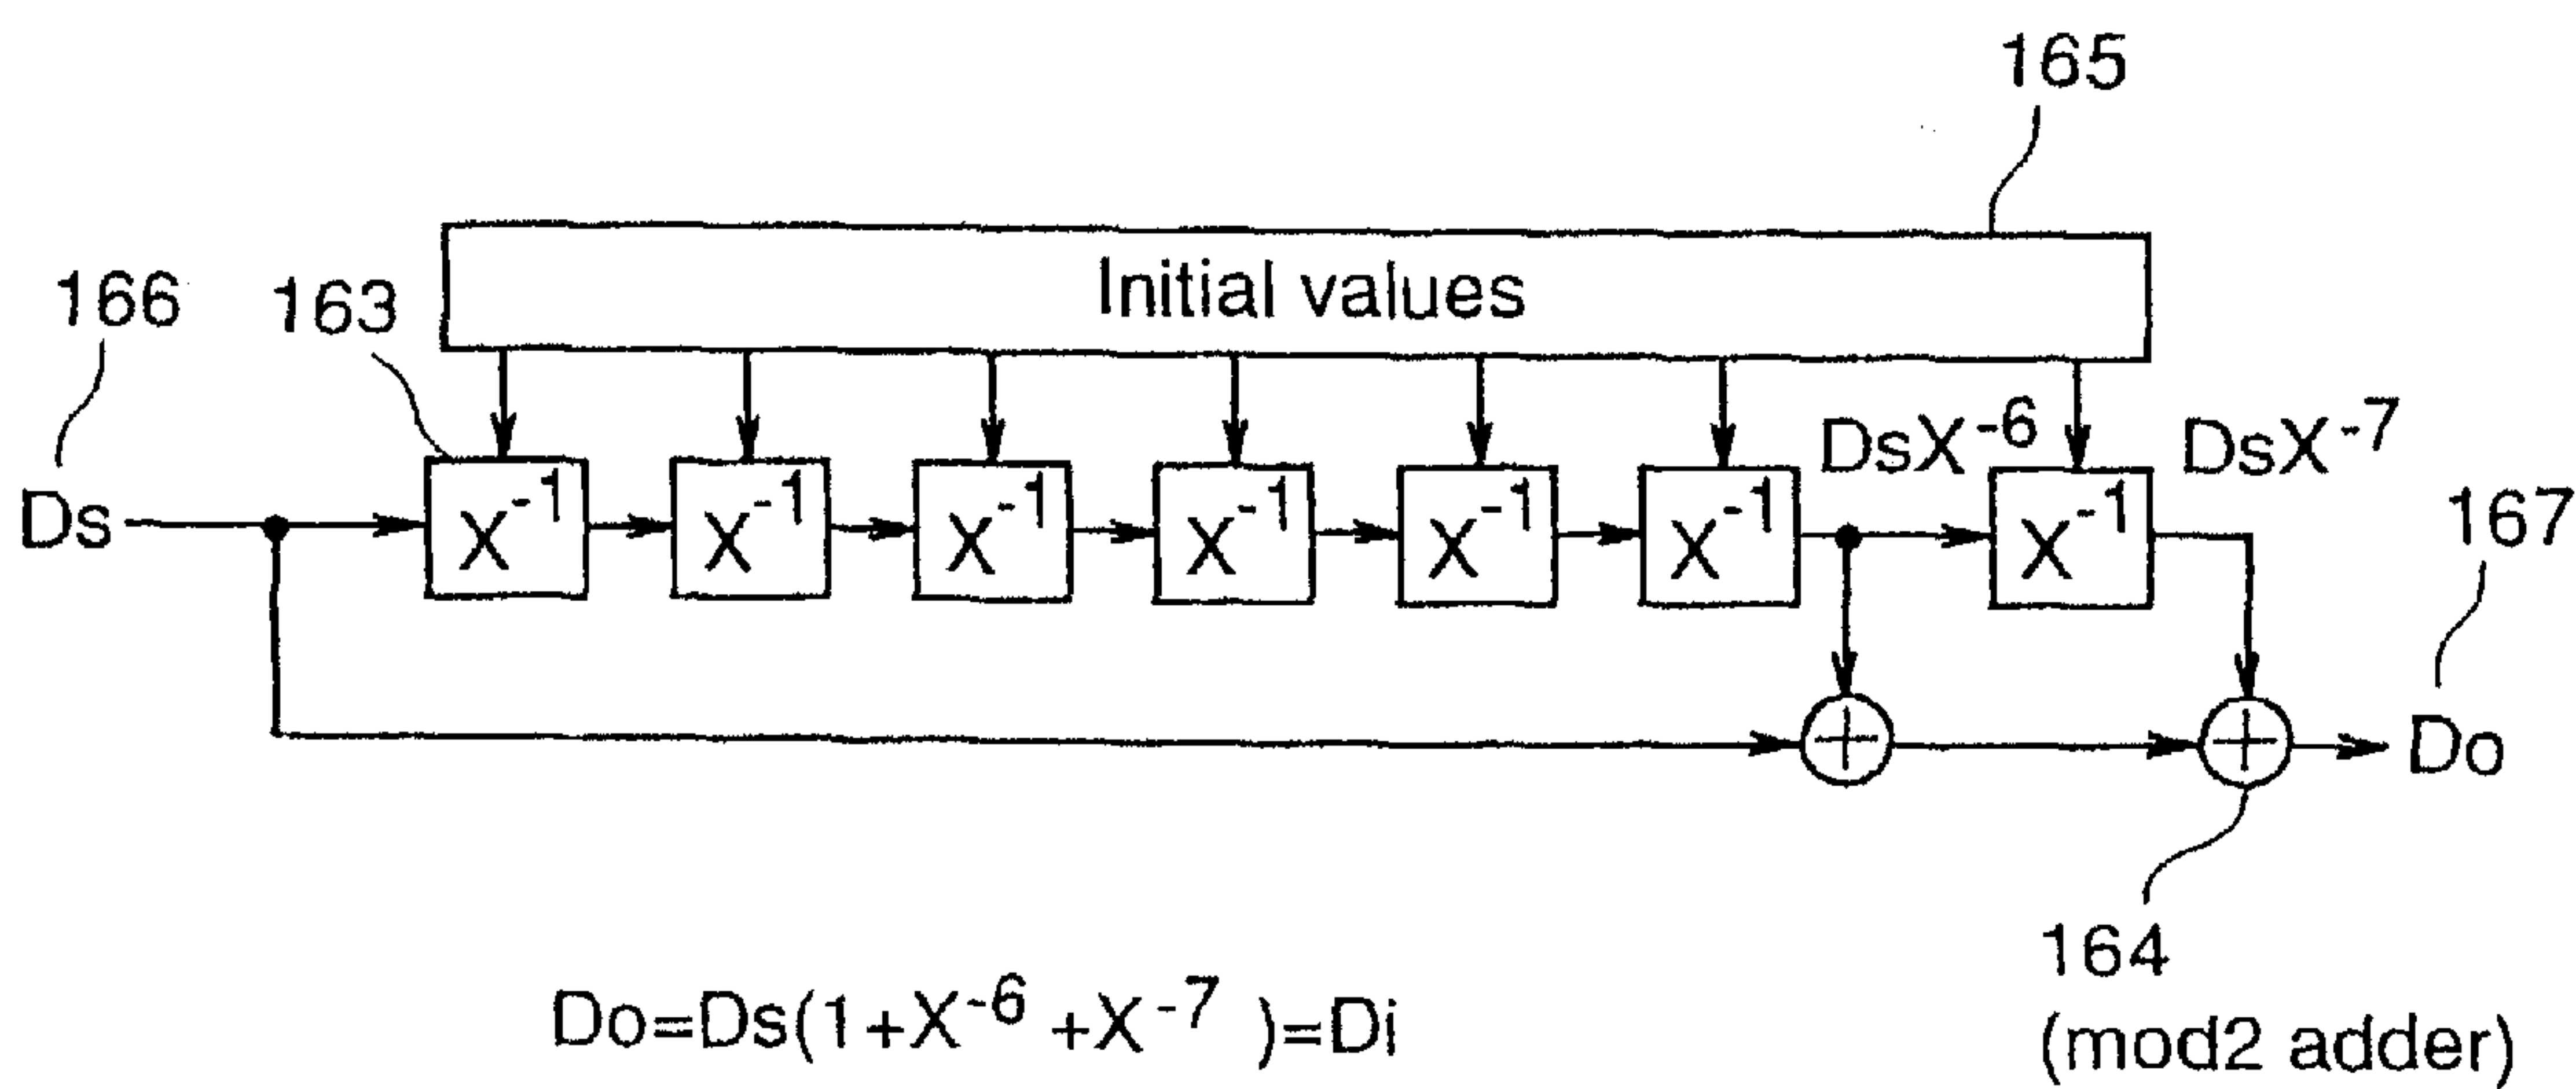 165
Initial values
166
163
DsX⁻⁶
DsX⁻⁷
Ds
X⁻¹
X⁻¹
X⁻¹
X⁻¹
X⁻¹
X⁻¹
X⁻¹
167
Do
164
(mod2 adder)
Do=Ds(1+X⁻⁶ +X⁻⁷ )=Di